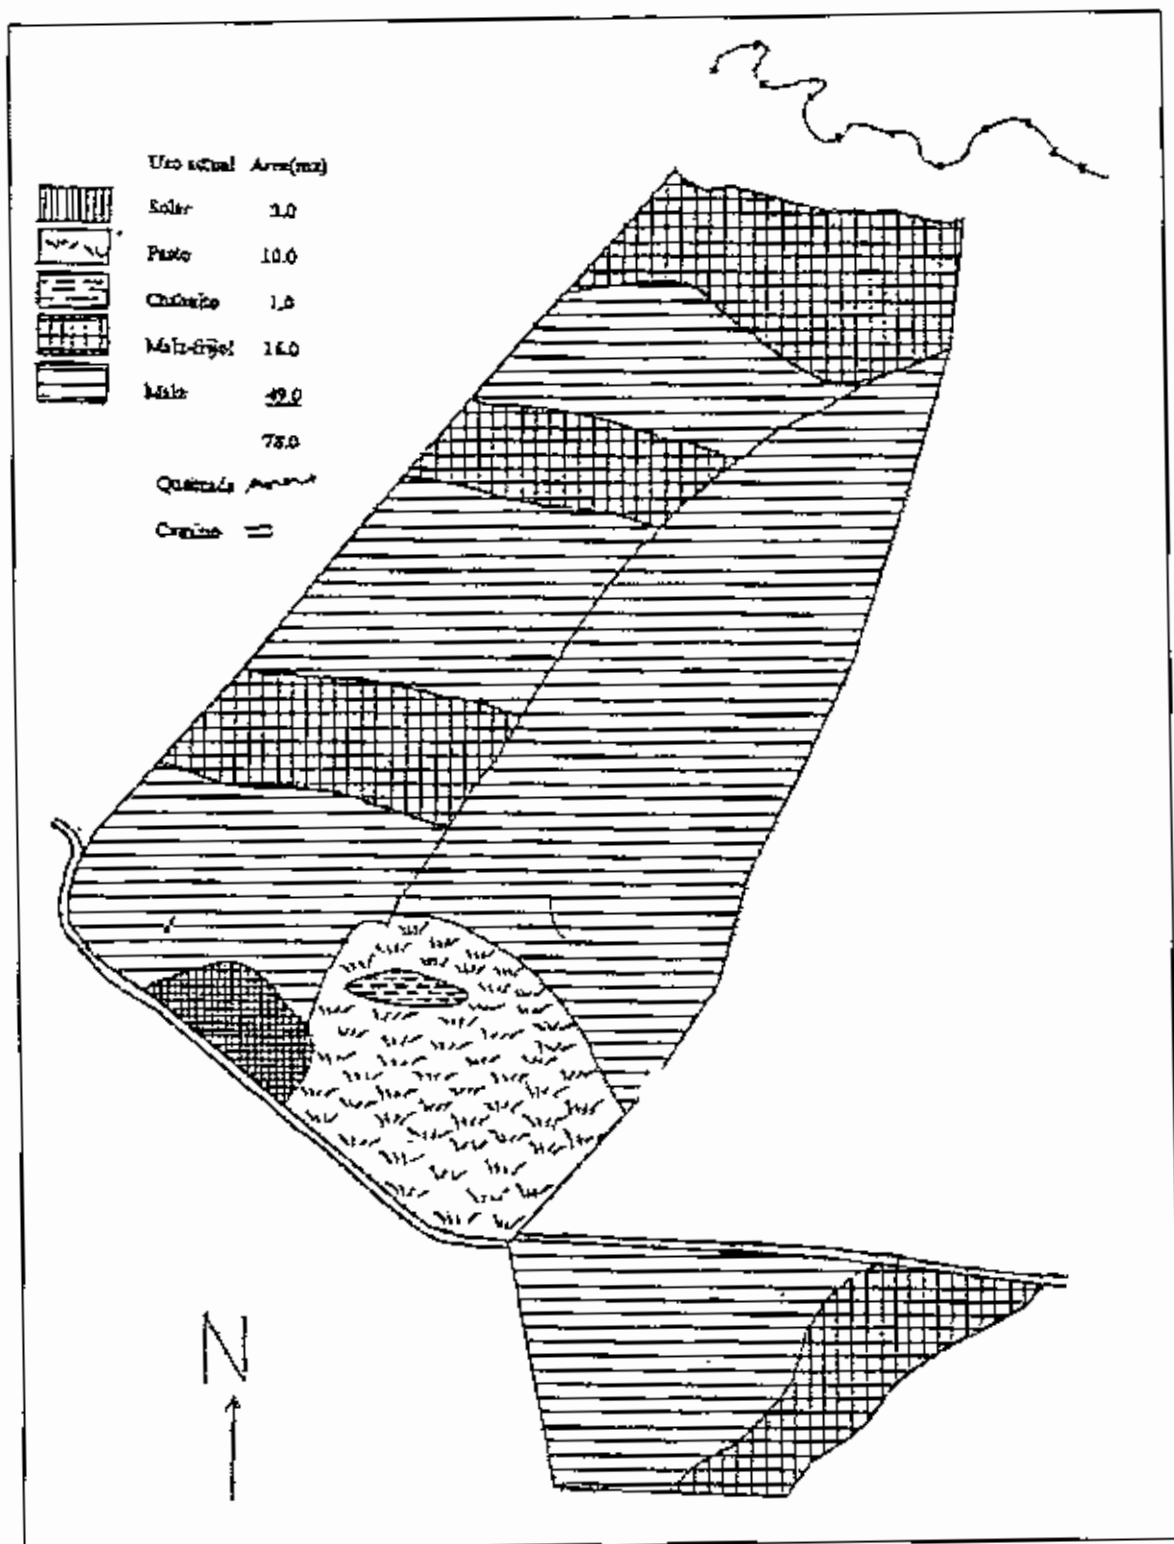 Uso actual Area(mz)
Solar 2.0
Pasto 10.0
Chahuite 1.0
Maiz-frijol 16.0
Maiz 49.0
78.0
Quebrada
Camino
N